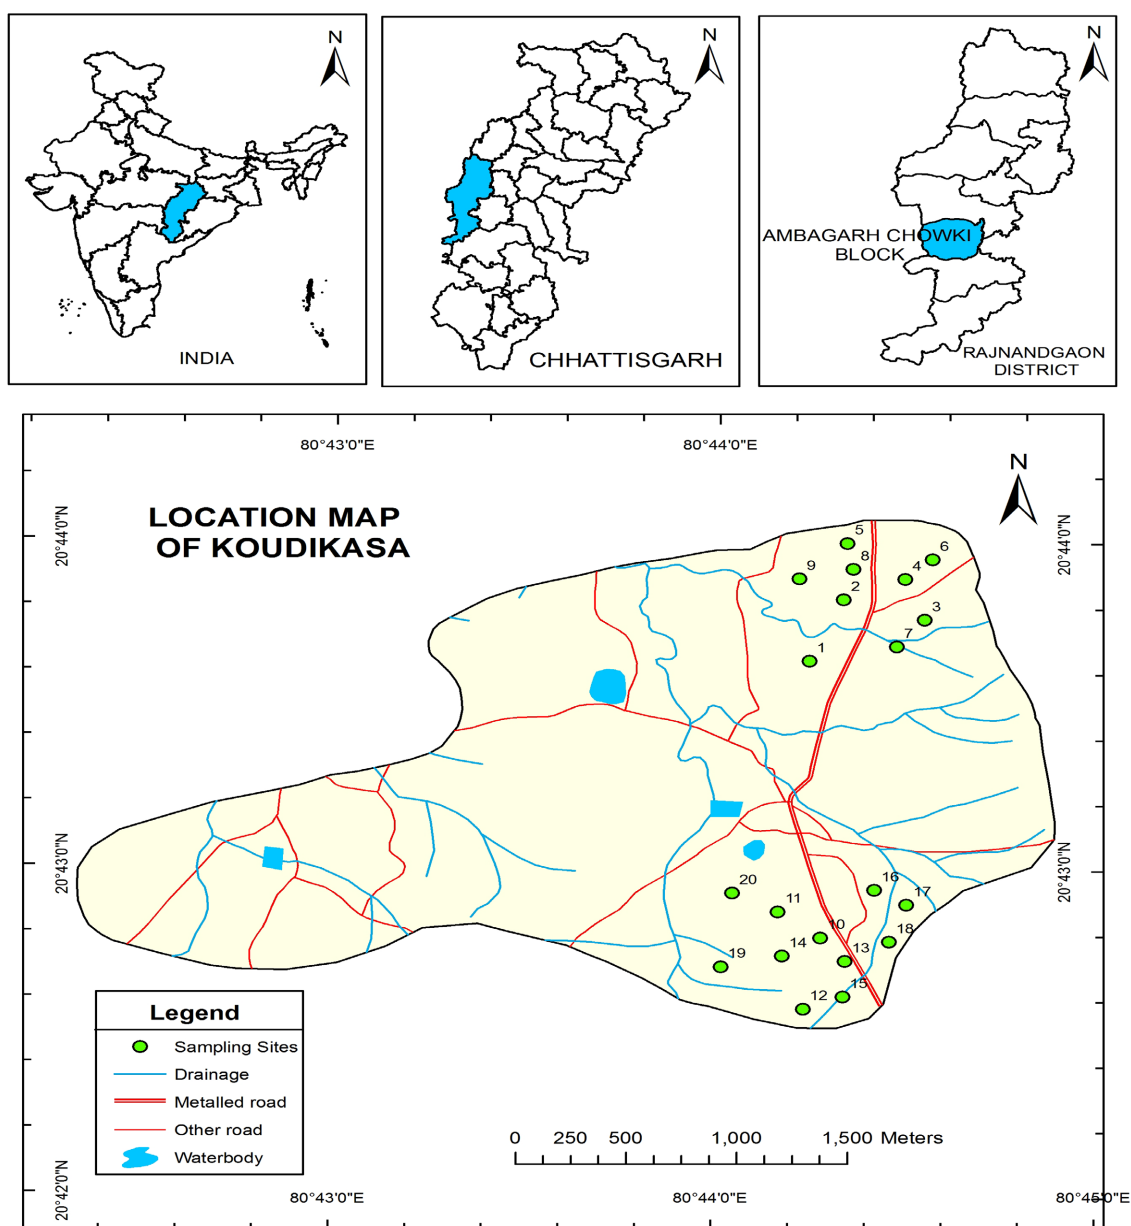 N
INDIA
N
CHHATTISGARH
N
AMBAGARH CHOWKI
BLOCK
RAJNANDGAON
DISTRICT
80°43'0"E
80°44'0"E
N
LOCATION MAP
OF KOUDIKASA
20°44'0"N
20°44'0"N
5
6
8
9
4
2
3
7
1
20°43'0"N
20°43'0"N
20
16
17
11
10
18
14
13
19
15
12
Legend
Sampling Sites
Drainage
Metalled road
Other road
Waterbody
0 250 500 1,000 1,500 Meters
20°42'0"N
80°43'0"E
80°44'0"E
80°45'0"E